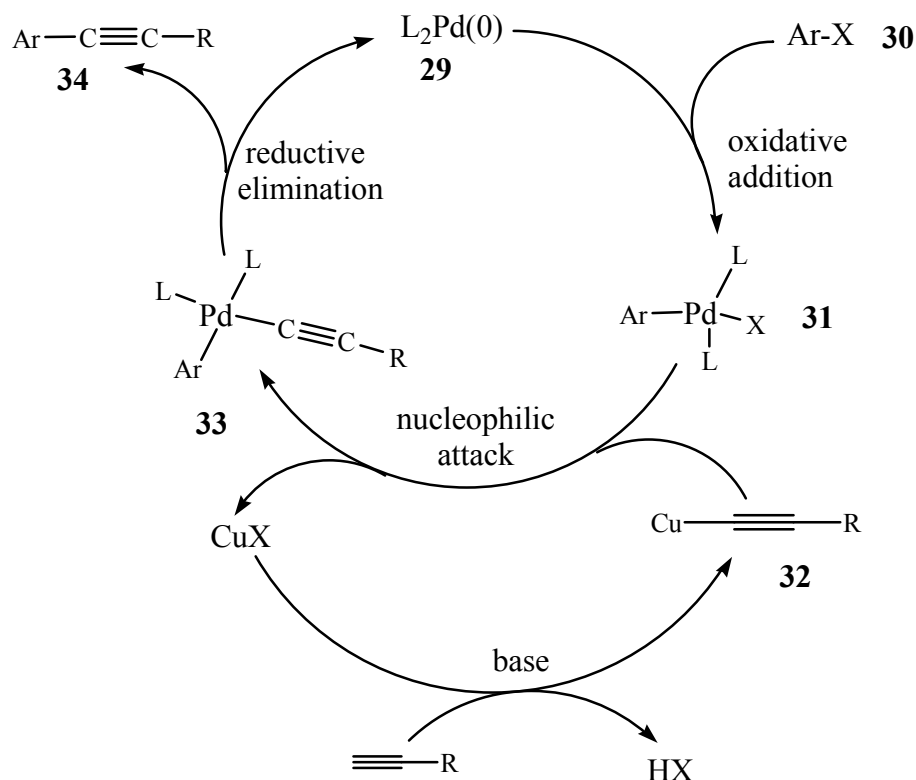 Ar C C R
34
L₂Pd(0)
29
Ar-X 30
reductive
elimination
oxidative
addition
L
L Pd C C R
Ar
33
L
Ar Pd X 31
L
nucleophilic
attack
CuX
Cu R
32
base
R
HX